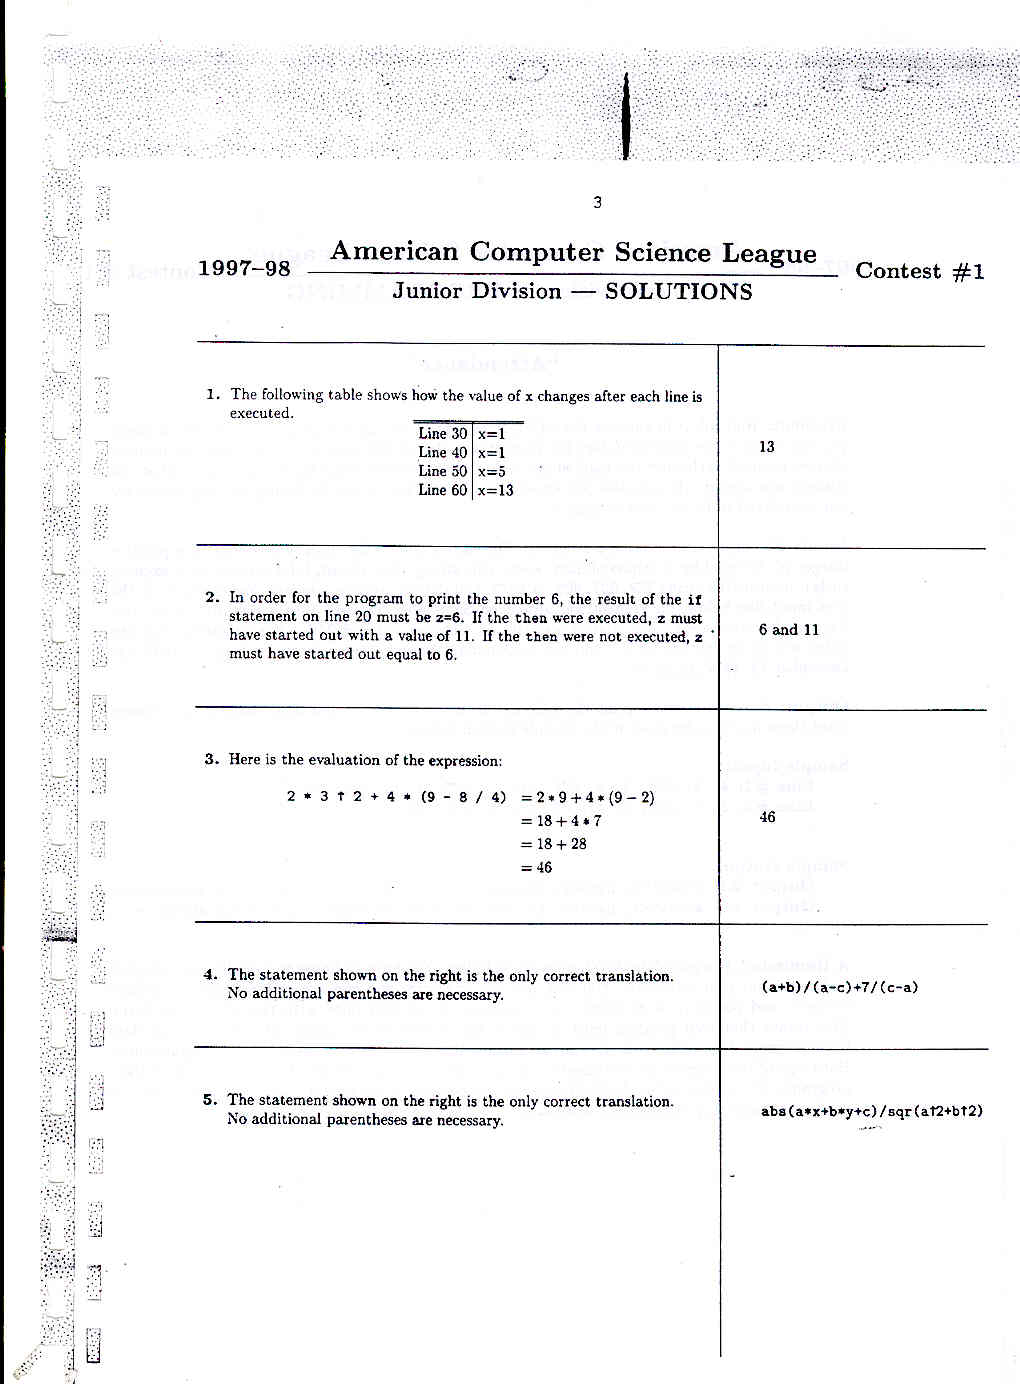 3
1997–98 American Computer Science League Contest #1
Junior Division — SOLUTIONS
1. The following table shows how the value of x changes after each line is
executed.
Line 30 x=1
Line 40 x=1
Line 50 x=5
Line 60 x=13
13
2. In order for the program to print the number 6, the result of the if
statement on line 20 must be z=6. If the then were executed, z must
have started out with a value of 11. If the then were not executed, z
must have started out equal to 6.
6 and 11
3. Here is the evaluation of the expression:
2 * 3 ↑ 2 + 4 * (9 - 8 / 4) = 2 * 9 + 4 * (9 – 2)
= 18 + 4 * 7
= 18 + 28
= 46
46
4. The statement shown on the right is the only correct translation.
No additional parentheses are necessary.
(a+b)/(a-c)+7/(c-a)
5. The statement shown on the right is the only correct translation.
No additional parentheses are necessary.
abs(a*x+b*y+c)/sqr(a↑2+b↑2)